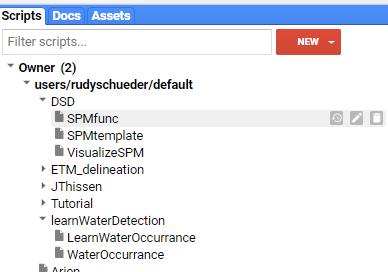 Scripts Docs Assets
Filter scripts... NEW
Owner (2)
users/rudyschueder/default
DSD
SPMfunc
SPMtemplate
VisualizeSPM
ETM_delineation
JThissen
Tutorial
learnWaterDetection
LearnWaterOccurrance
WaterOccurrance
Arjen